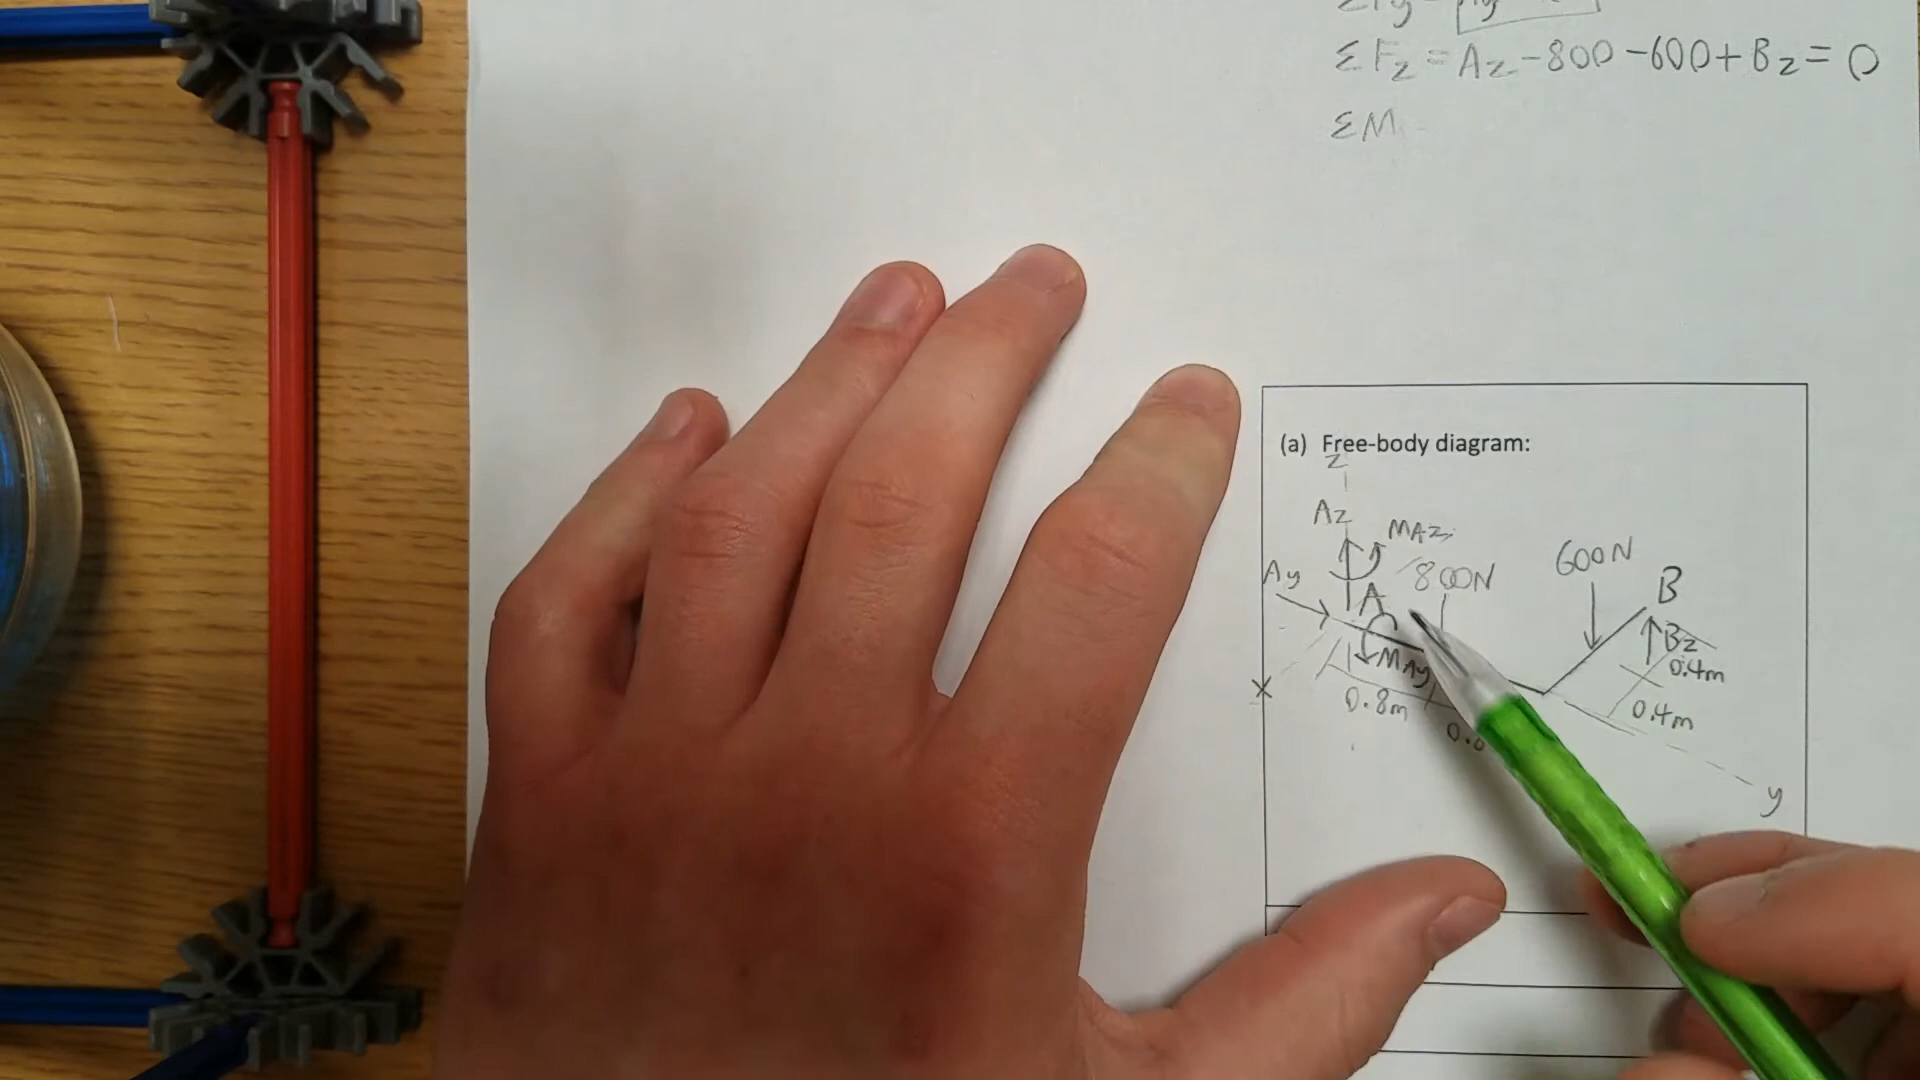 ΣFz = Az - 800 - 600 + Bz = 0
ΣM
(a) Free-body diagram:
z
Az
MAz
Ay
A
800N
600N
B
Bz
MAy
0.4m
x
0.8m
0.4m
y